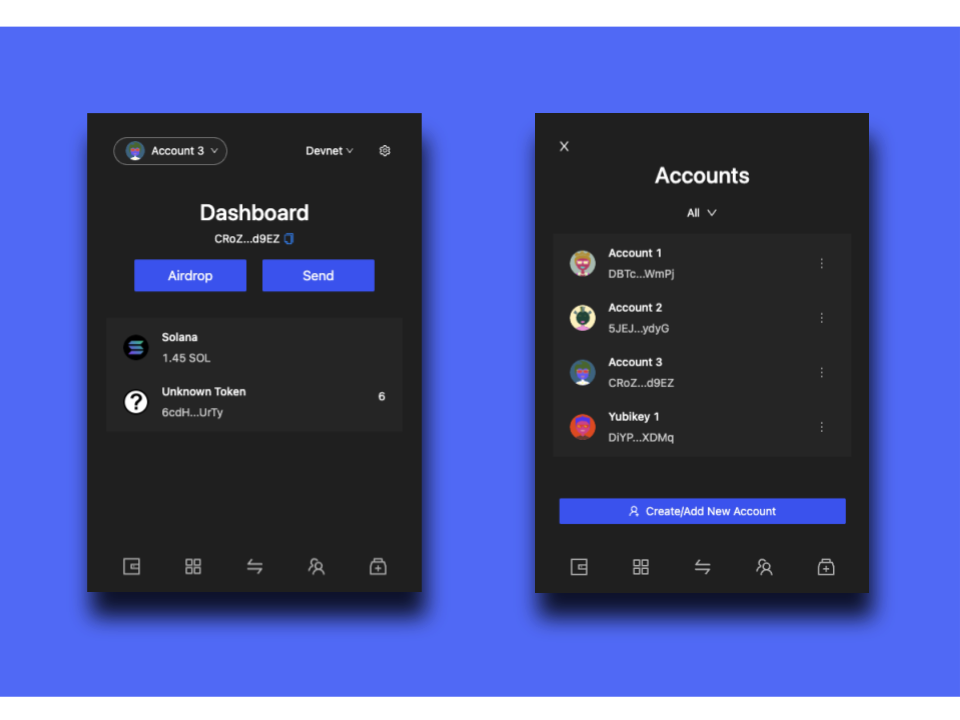 Account 3
Devnet
Dashboard
CRoZ...d9EZ
Airdrop
Send
Solana
1.45 SOL
Unknown Token
6
6cdH...UrTy
X
Accounts
All
Account 1
DBTc...WmPj
Account 2
5JEJ...ydyG
Account 3
CRoZ...d9EZ
Yubikey 1
DiYP...XDMq
Create/Add New Account